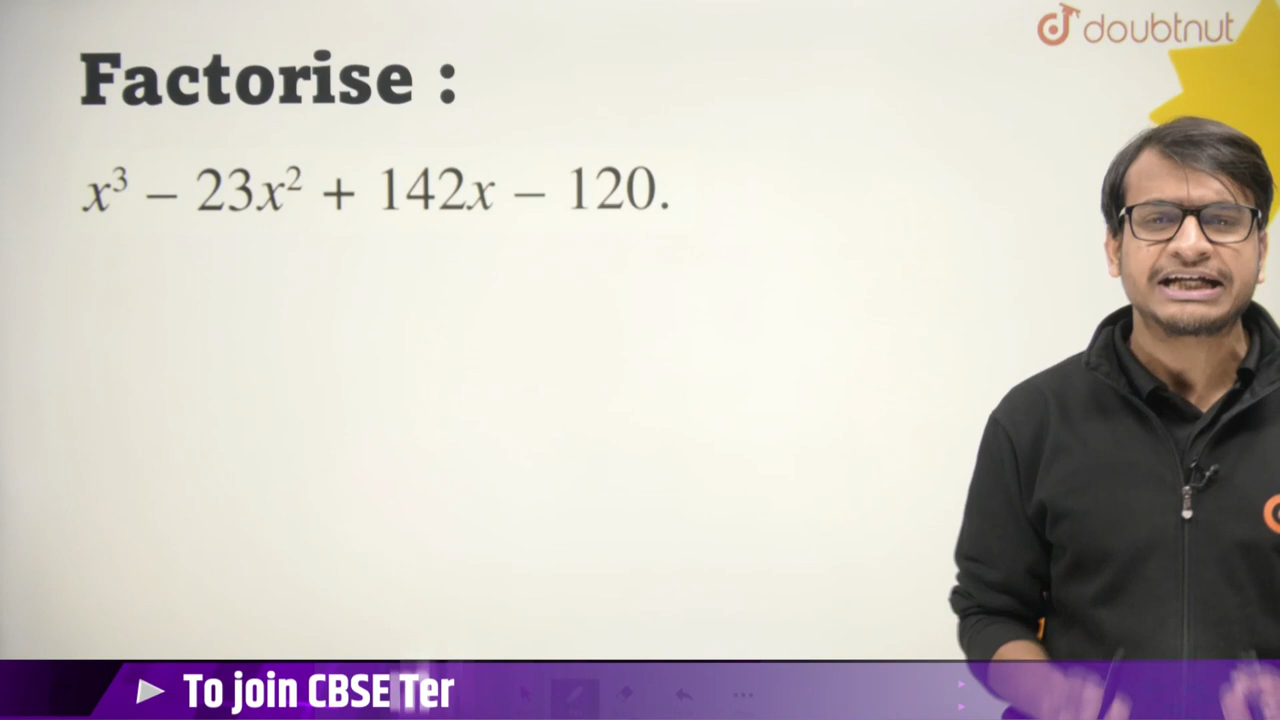 doubtnut
Factorise :
x³ – 23x² + 142x – 120.
To join CBSE Ter